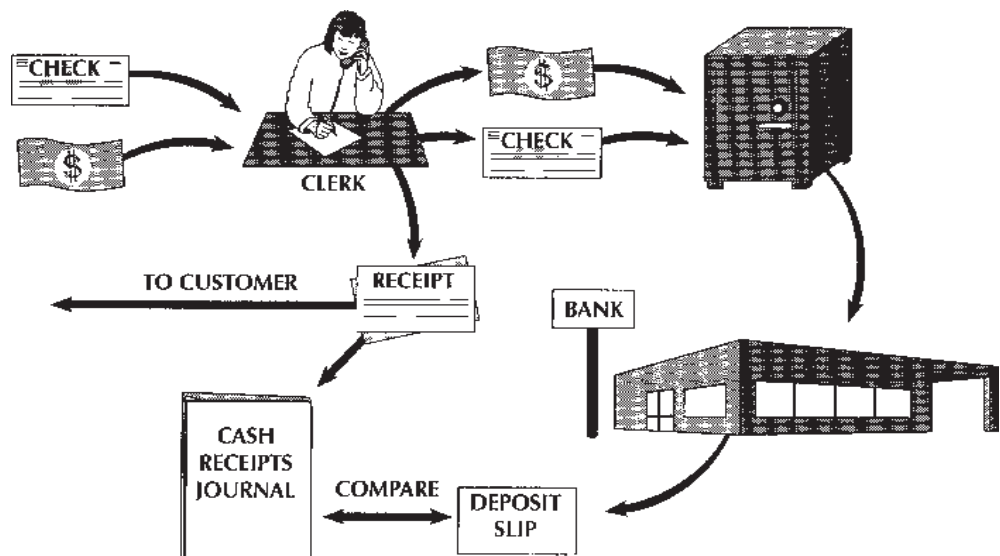 CHECK
$
CLERK
$
CHECK
TO CUSTOMER
RECEIPT
BANK
CASH
RECEIPTS
JOURNAL
COMPARE
DEPOSIT
SLIP